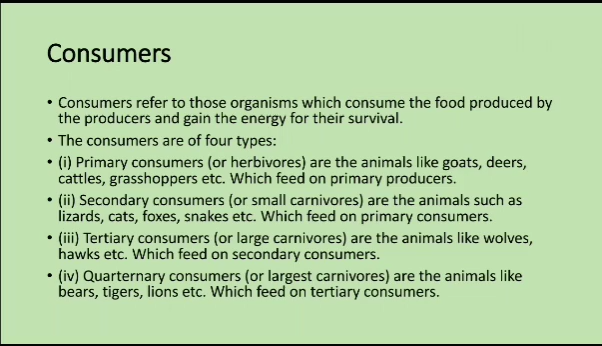 Consumers
• Consumers refer to those organisms which consume the food produced by
the producers and gain the energy for their survival.
• The consumers are of four types:
• (i) Primary consumers (or herbivores) are the animals like goats, deers,
cattles, grasshoppers etc. Which feed on primary producers.
• (ii) Secondary consumers (or small carnivores) are the animals such as
lizards, cats, foxes, snakes etc. Which feed on primary consumers.
• (iii) Tertiary consumers (or large carnivores) are the animals like wolves,
hawks etc. Which feed on secondary consumers.
• (iv) Quarternary consumers (or largest carnivores) are the animals like
bears, tigers, lions etc. Which feed on tertiary consumers.